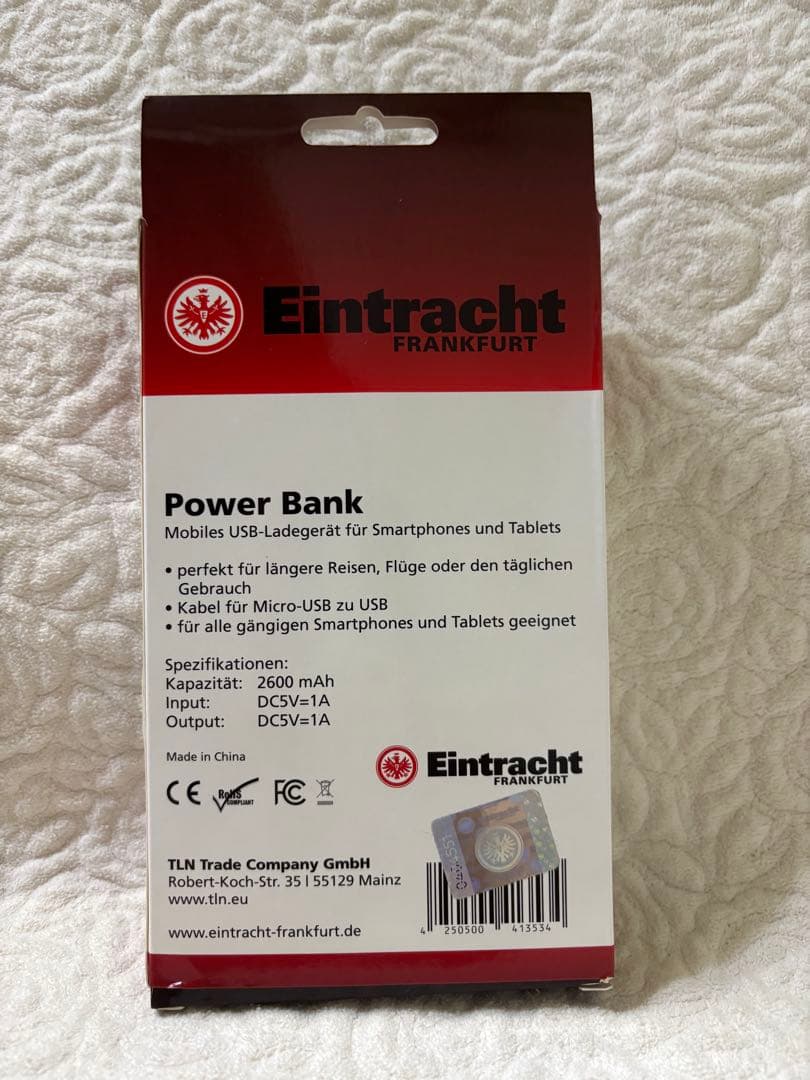 Eintracht
FRANKFURT
Power Bank
Mobiles USB-Ladegerät für Smartphones und Tablets
• perfekt für längere Reisen, Flüge oder den täglichen
Gebrauch
• Kabel für Micro-USB zu USB
• für alle gängigen Smartphones und Tablets geeignet
Spezifikationen:
Kapazität: 2600 mAh
Input: DC5V=1A
Output: DC5V=1A
Made in China
Eintracht
FRANKFURT
CE RoHS COMPLIANT FC
TLN Trade Company GmbH
Robert-Koch-Str. 35 | 55129 Mainz
www.tln.eu
www.eintracht-frankfurt.de
4 250500 413534